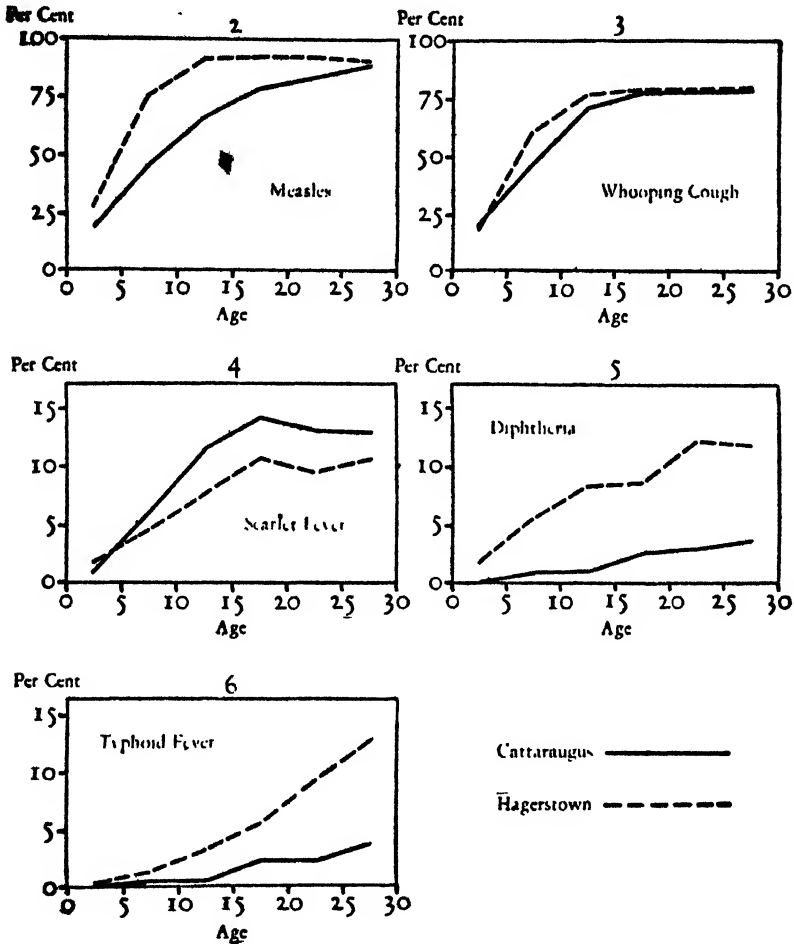 Per Cent 2 Per Cent 3
100 100
75 75
50 50
Measles Whooping Cough
25 25
0 0
0 5 10 15 20 25 30 0 5 10 15 20 25 30
Age Age
Per Cent 4 Per Cent 5
15 15
Diphtheria
10 10
5 Scarlet Fever 5
0 0
0 5 10 15 20 25 30 0 5 10 15 20 25 30
Age Age
Per Cent 6
15
Typhoid Fever
Cattaraugus
10
Hagerstown
5
0
0 5 10 15 20 25 30
Age